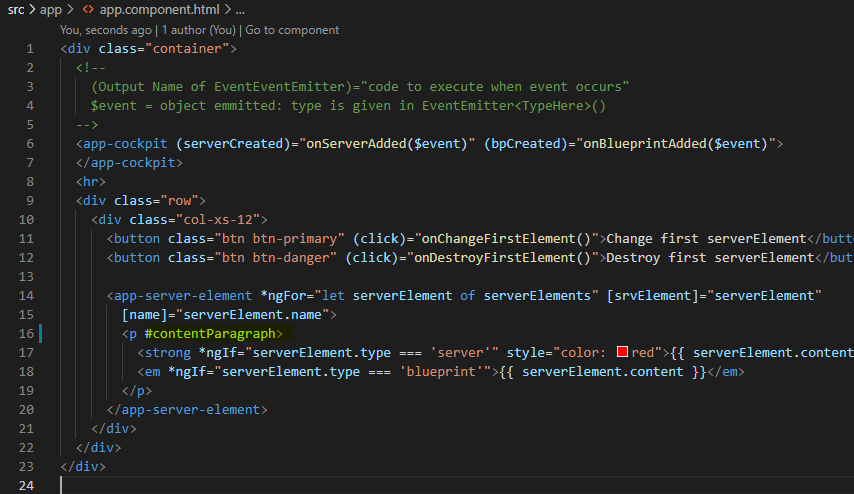 src > app > <> app.component.html > ...
You, seconds ago | 1 author (You) | Go to component
1 <div class="container">
2 <!--
3 (Output Name of EventEventEmitter)="code to execute when event occurs"
4 $event = object emmitted: type is given in EventEmitter<TypeHere>()
5 -->
6 <app-cockpit (serverCreated)="onServerAdded($event)" (bpCreated)="onBlueprintAdded($event)">
7 </app-cockpit>
8 <hr>
9 <div class="row">
10 <div class="col-xs-12">
11 <button class="btn btn-primary" (click)="onChangeFirstElement()">Change first serverElement</butt
12 <button class="btn btn-danger" (click)="onDestroyFirstElement()">Destroy first serverElement</but
13
14 <app-server-element *ngFor="let serverElement of serverElements" [srvElement]="serverElement"
15 [name]="serverElement.name">
16 <p #contentParagraph>
17 <strong *ngIf="serverElement.type === 'server'" style="color: red">{{ serverElement.content
18 <em *ngIf="serverElement.type === 'blueprint'">{{ serverElement.content }}</em>
19 </p>
20 </app-server-element>
21 </div>
22 </div>
23 </div>
24